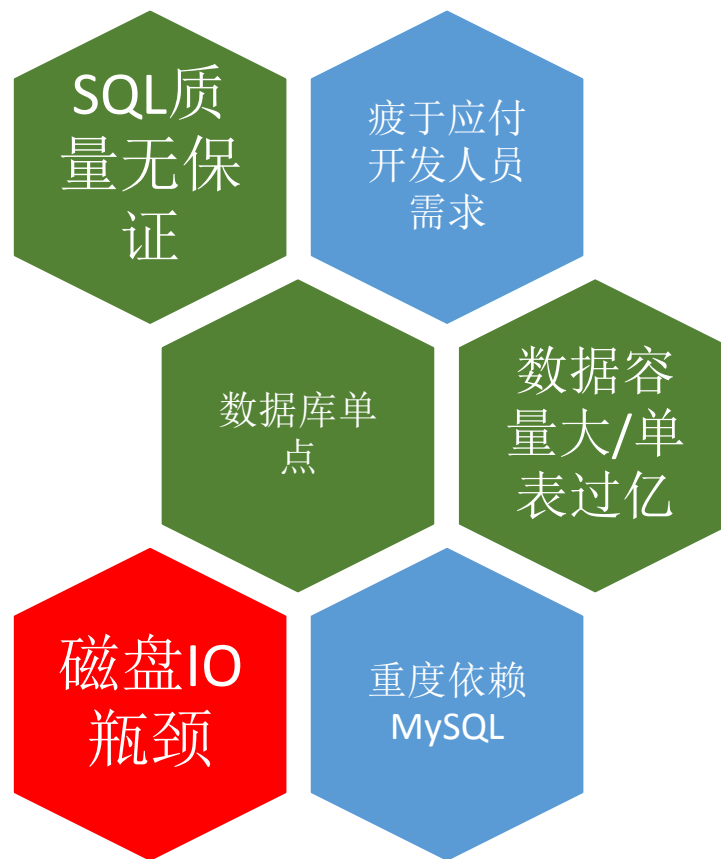 SQL质
量无保
证
疲于应付
开发人员
需求
数据库单
点
数据容
量大/单
表过亿
磁盘IO
瓶颈
重度依赖
MySQL